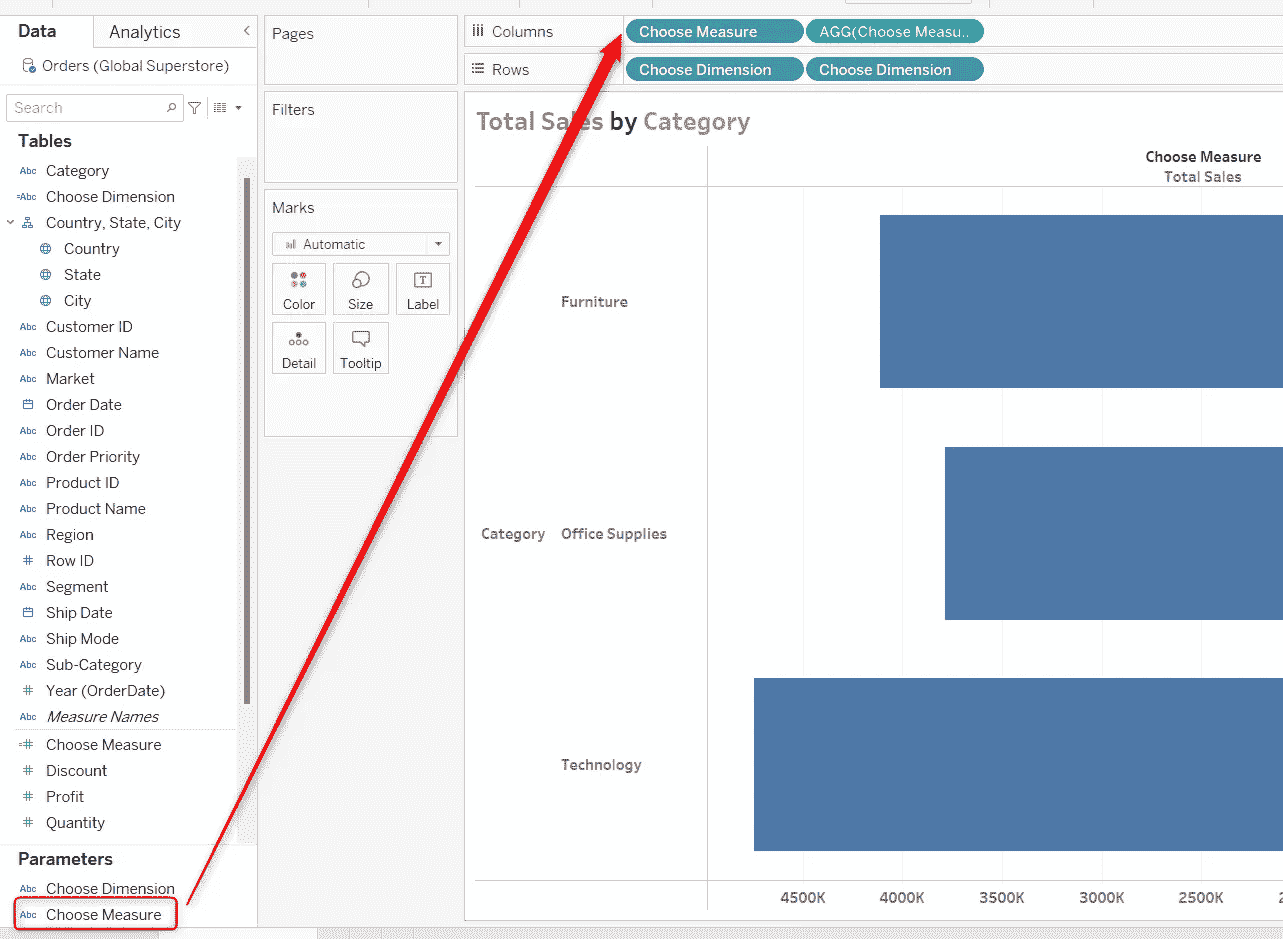 Data
Analytics
Orders (Global Superstore)
Search
Tables
Abc Category
=Abc Choose Dimension
Country, State, City
Country
State
City
Abc Customer ID
Abc Customer Name
Abc Market
Order Date
Abc Order ID
Abc Order Priority
Abc Product ID
Abc Product Name
Abc Region
# Row ID
Abc Segment
Ship Date
Abc Ship Mode
Abc Sub-Category
# Year (OrderDate)
Abc Measure Names
=# Choose Measure
# Discount
# Profit
# Quantity
Parameters
Abc Choose Dimension
Abc Choose Measure
Pages
Filters
Marks
Automatic
Color Size Label
Detail Tooltip
Columns Choose Measure AGG(Choose Measu..
Rows Choose Dimension Choose Dimension
Total Sales by Category
Choose Measure
Total Sales
Furniture
Category Office Supplies
Technology
4500K 4000K 3500K 3000K 2500K